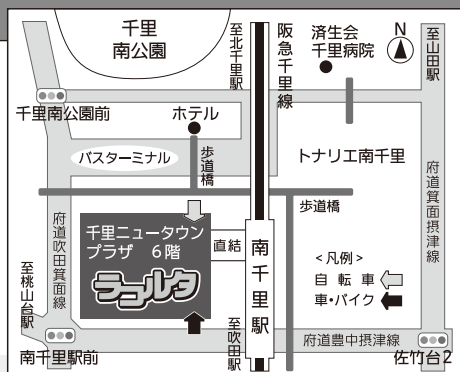 千里
南公園
至北千里駅
阪急千里線
済生会
千里病院
N
至山田駅
千里南公園前
ホテル
バスターミナル
歩道橋
トナリエ南千里
歩道橋
府道箕面摂津線
府道吹田箕面線
千里ニュータウン
プラザ 6階
ラコルタ
直結
南千里駅
<凡例>
自転車
車・バイク
至桃山台駅
至吹田駅
府道豊中摂津線
南千里駅前
佐竹台2